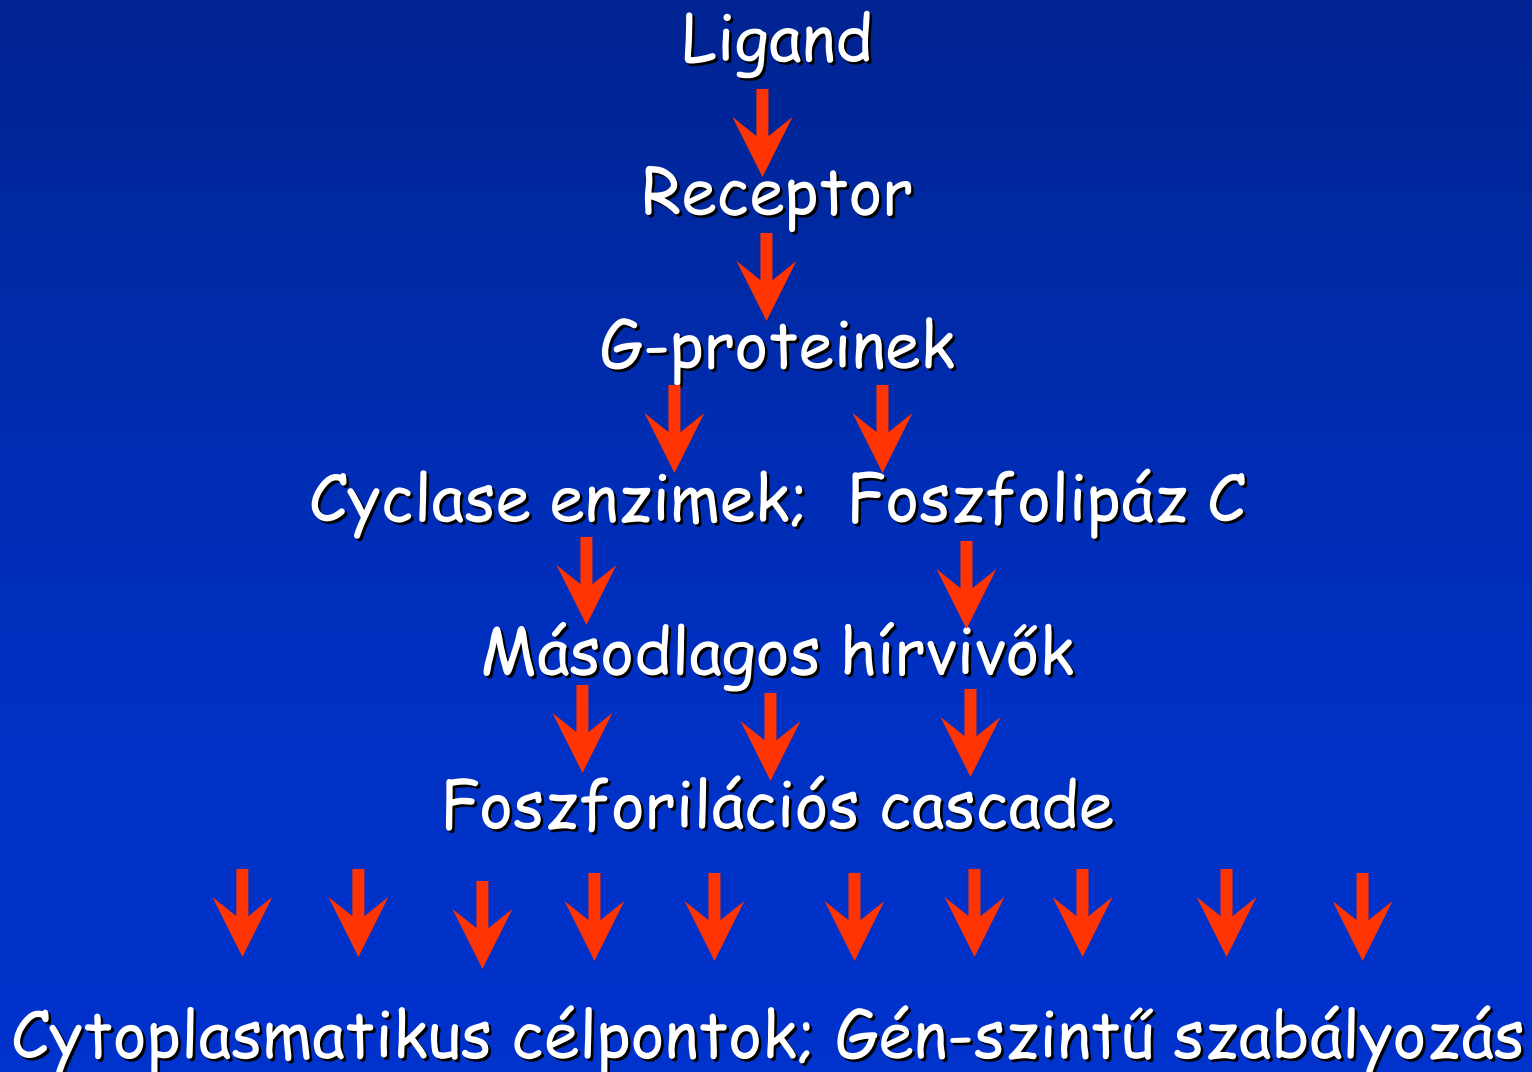 Ligand
Receptor
G-proteinek
Cyclase enzimek; Foszfolipáz C
Másodlagos hírvivők
Foszforilációs cascade
Cytoplasmatikus célpontok; Gén-szintű szabályozás